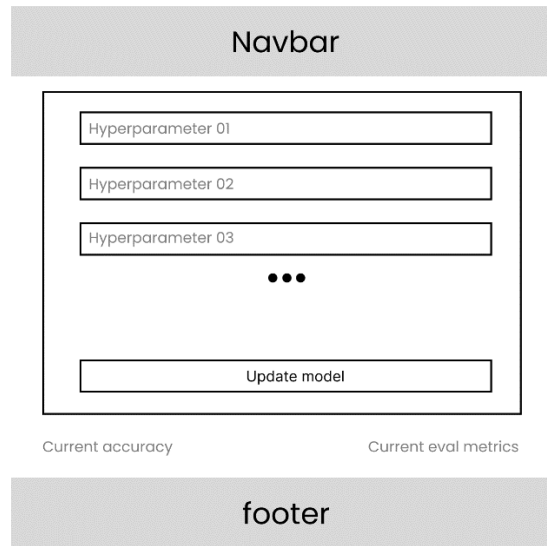 Navbar
Hyperparameter 01
Hyperparameter 02
Hyperparameter 03
•••
Update model
Current accuracy
Current eval metrics
footer